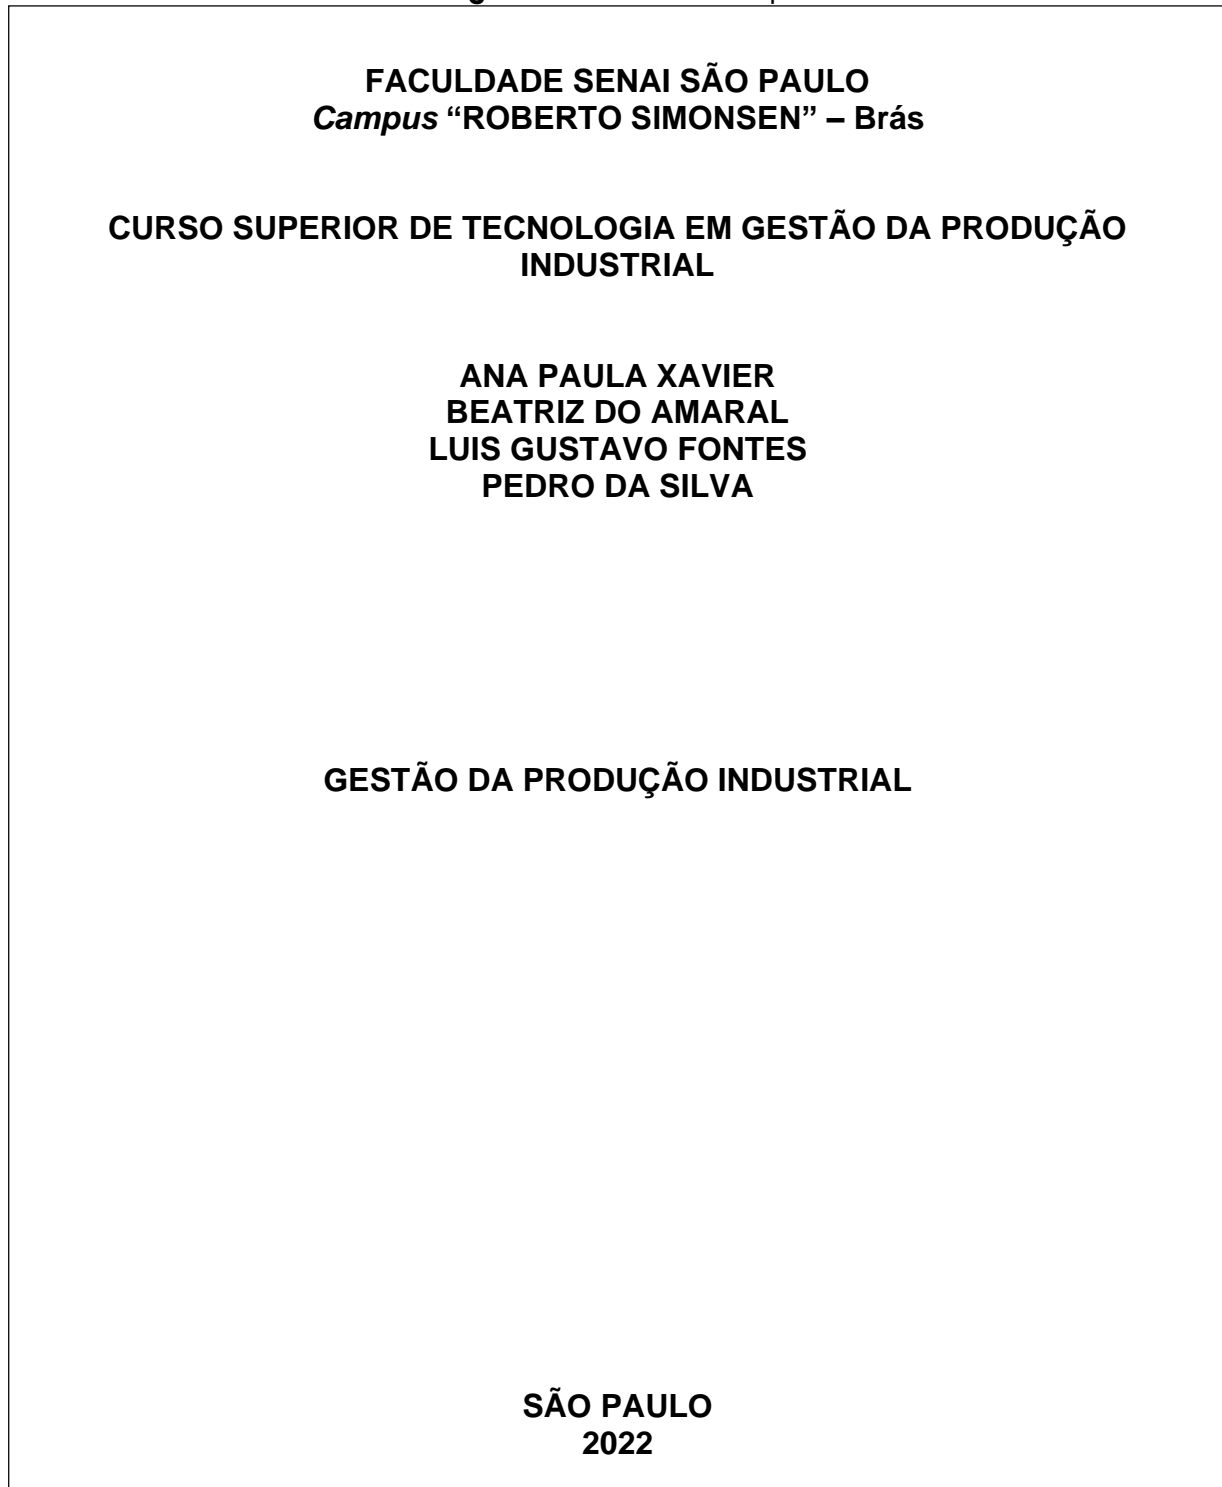 FACULDADE SENAI SÃO PAULO
Campus “ROBERTO SIMONSEN” – Brás
CURSO SUPERIOR DE TECNOLOGIA EM GESTÃO DA PRODUÇÃO
INDUSTRIAL
ANA PAULA XAVIER
BEATRIZ DO AMARAL
LUIS GUSTAVO FONTES
PEDRO DA SILVA
GESTÃO DA PRODUÇÃO INDUSTRIAL
SÃO PAULO
2022